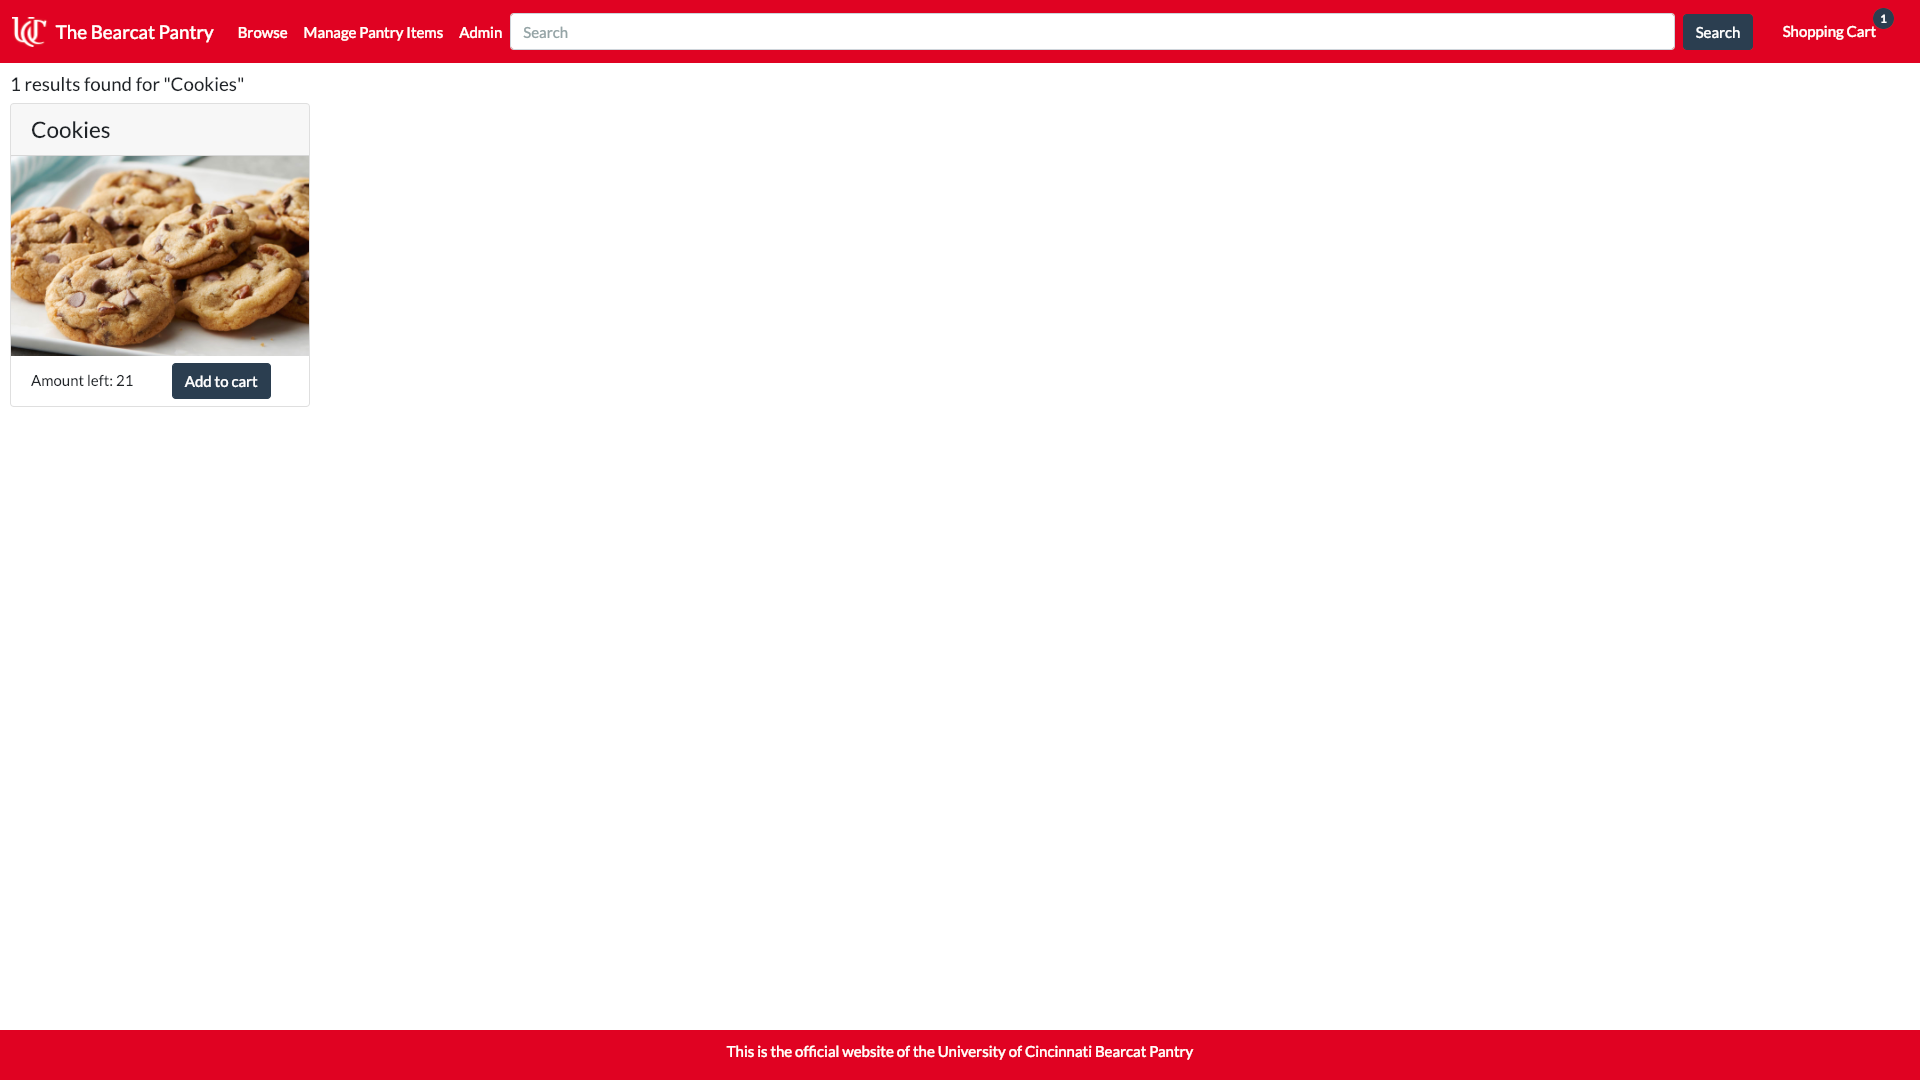 UC The Bearcat Pantry Browse Manage Pantry Items Admin Search Search Shopping Cart 1
1 results found for "Cookies"
Cookies
Amount left: 21 Add to cart
This is the official website of the University of Cincinnati Bearcat Pantry